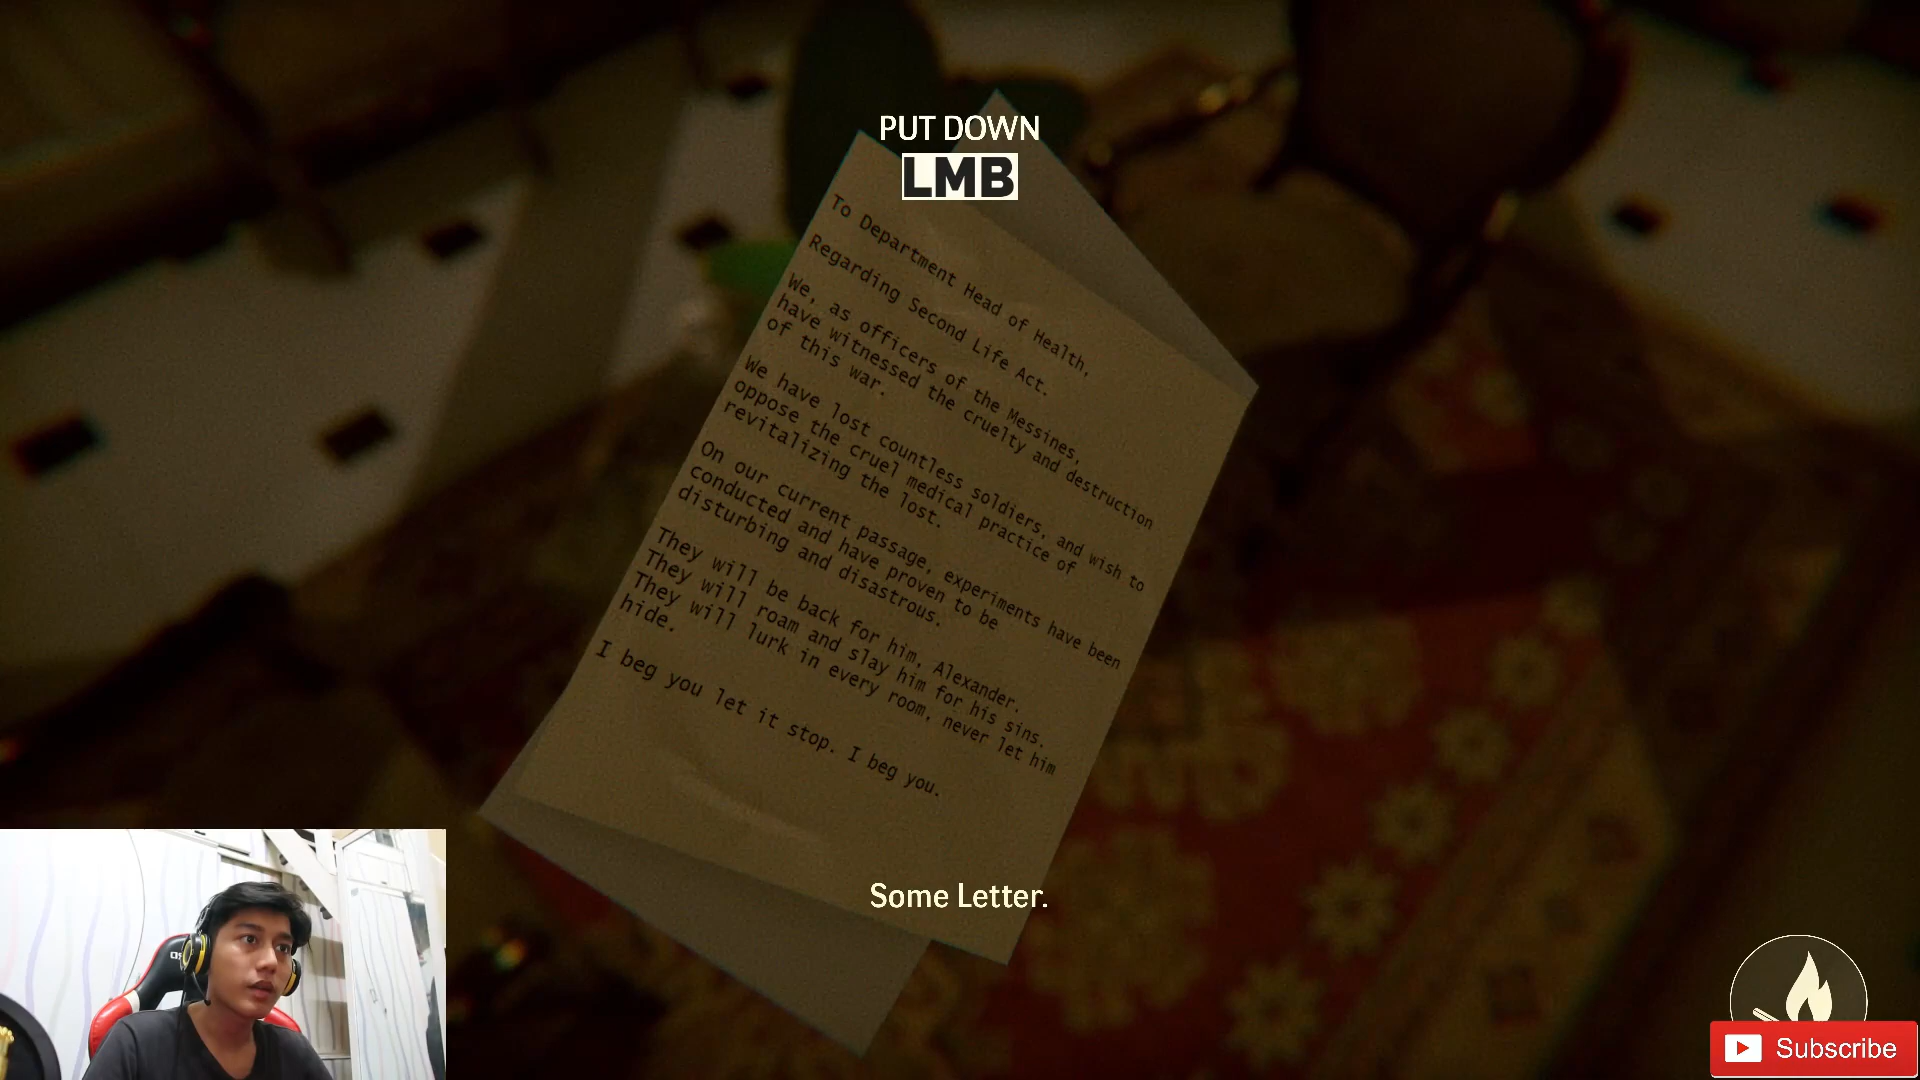 PUT DOWN
LMB
To Department Head of Health,
Regarding Second Life Act.
We, as officers of the Messines,
have witnessed the cruelty and destruction
of this war.
We have lost countless soldiers, and wish to
oppose the cruel medical practice of
revitalizing the lost.
On our current passage, experiments have been
conducted and have proven to be
disturbing and disastrous.
They will be back for him, Alexander.
They will roam and slay him for his sins.
They will lurk in every room, never let him
hide.
I beg you let it stop. I beg you.
Some Letter.
Subscribe